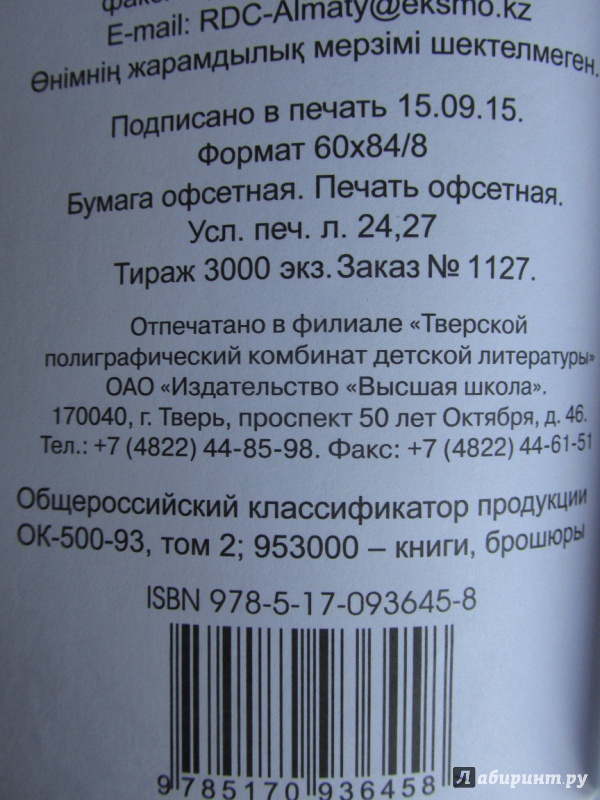 E-mail: RDC-Almaty@eksmo.kz
Өнімнің жарамдылық мерзімі шектелмеген.
Подписано в печать 15.09.15.
Формат 60x84/8
Бумага офсетная. Печать офсетная.
Усл. печ. л. 24,27
Тираж 3000 экз. Заказ № 1127.
Отпечатано в филиале «Тверской
полиграфический комбинат детской литературы»
ОАО «Издательство «Высшая школа».
170040, г. Тверь, проспект 50 лет Октября, д. 46.
Тел.: +7 (4822) 44-85-98. Факс: +7 (4822) 44-61-51
Общероссийский классификатор продукции
ОК-500-93, том 2; 953000 – книги, брошюры
ISBN 978-5-17-093645-8
9 785170 936458
Лабиринт.ру